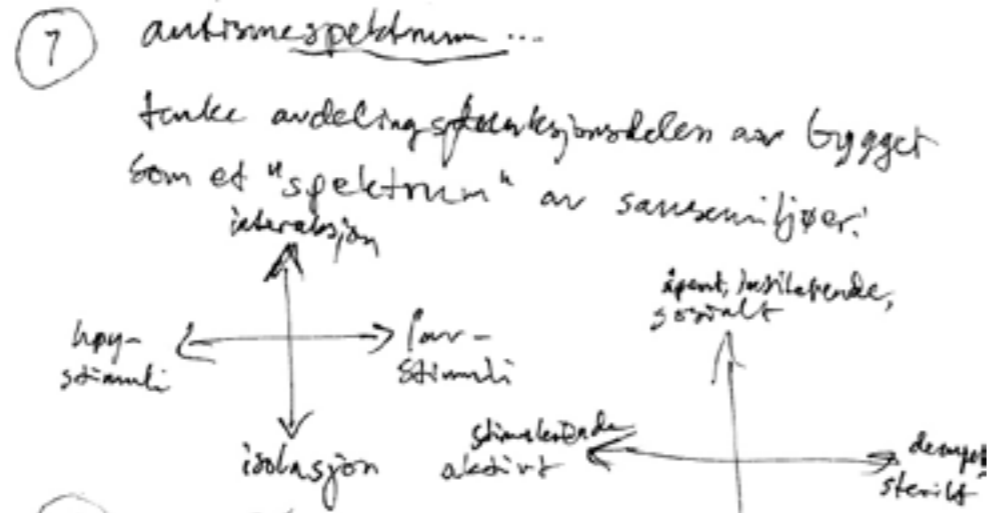 7 autismespektrum...
tenke avdelingsfunksjonsdelen av bygget
som et "spektrum" av sansemiljøer:
interaksjon
høy-
stimuli
lav-
stimuli
isolasjon
åpent, inviterende,
sosialt
stimulerende
aktivt
dempet,
sterilt